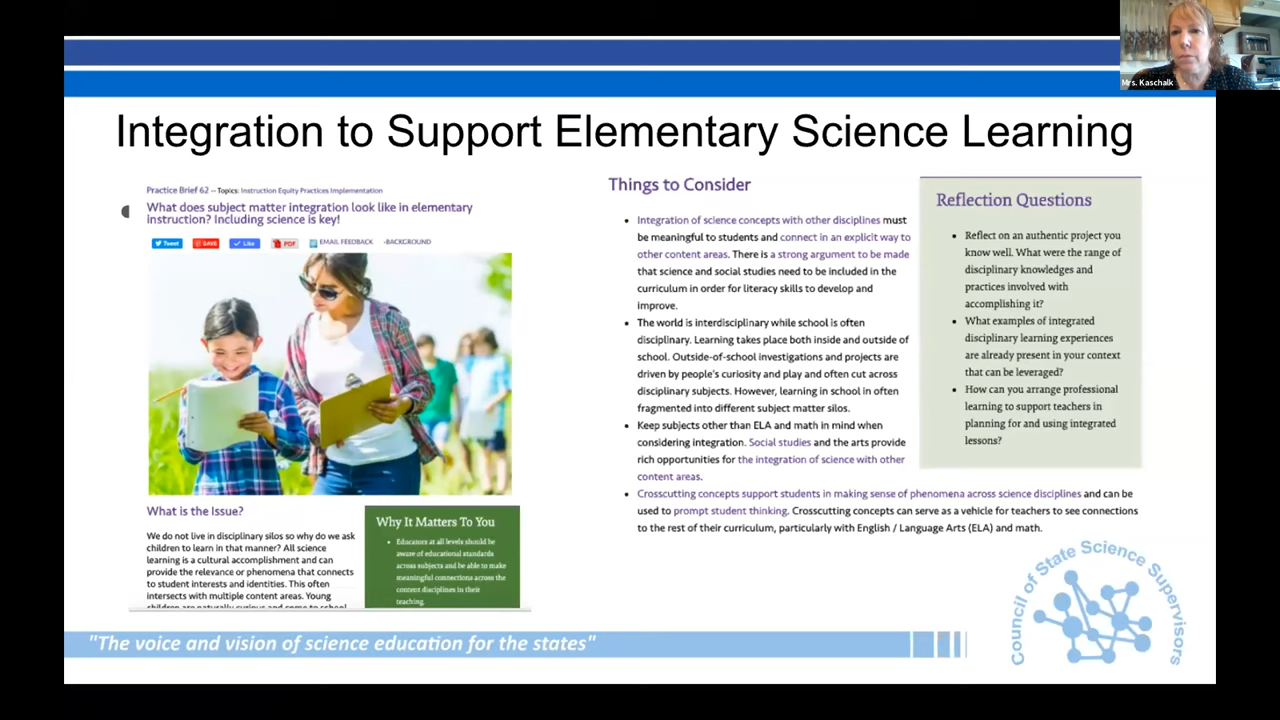 Mrs. Kaschalk
Integration to Support Elementary Science Learning
Practice Brief 62 -- Topics: Instruction Equity Practices Implementation
What does subject matter integration look like in elementary
instruction? Including science is key!
Tweet SAVE Like PDF EMAIL FEEDBACK -BACKGROUND
What is the Issue?
We do not live in disciplinary silos so why do we ask
children to learn in that manner? All science
learning is a cultural accomplishment and can
provide the relevance or phenomena that connects
to student interests and identities. This often
intersects with multiple content areas. Young
children are naturally curious and come to school
Why It Matters To You
• Educators at all levels should be
aware of educational standards
across subjects and be able to make
meaningful connections across the
content disciplines in their
teaching.
Things to Consider
• Integration of science concepts with other disciplines must
be meaningful to students and connect in an explicit way to
other content areas. There is a strong argument to be made
that science and social studies need to be included in the
curriculum in order for literacy skills to develop and
improve.
• The world is interdisciplinary while school is often
disciplinary. Learning takes place both inside and outside of
school. Outside-of-school investigations and projects are
driven by people's curiosity and play and often cut across
disciplinary subjects. However, learning in school in often
fragmented into different subject matter silos.
• Keep subjects other than ELA and math in mind when
considering integration. Social studies and the arts provide
rich opportunities for the integration of science with other
content areas.
• Crosscutting concepts support students in making sense of phenomena across science disciplines and can be
used to prompt student thinking. Crosscutting concepts can serve as a vehicle for teachers to see connections
to the rest of their curriculum, particularly with English / Language Arts (ELA) and math.
Reflection Questions
• Reflect on an authentic project you
know well. What were the range of
disciplinary knowledges and
practices involved with
accomplishing it?
• What examples of integrated
disciplinary learning experiences
are already present in your context
that can be leveraged?
• How can you arrange professional
learning to support teachers in
planning for and using integrated
lessons?
"The voice and vision of science education for the states"
Council of State Science Supervisors